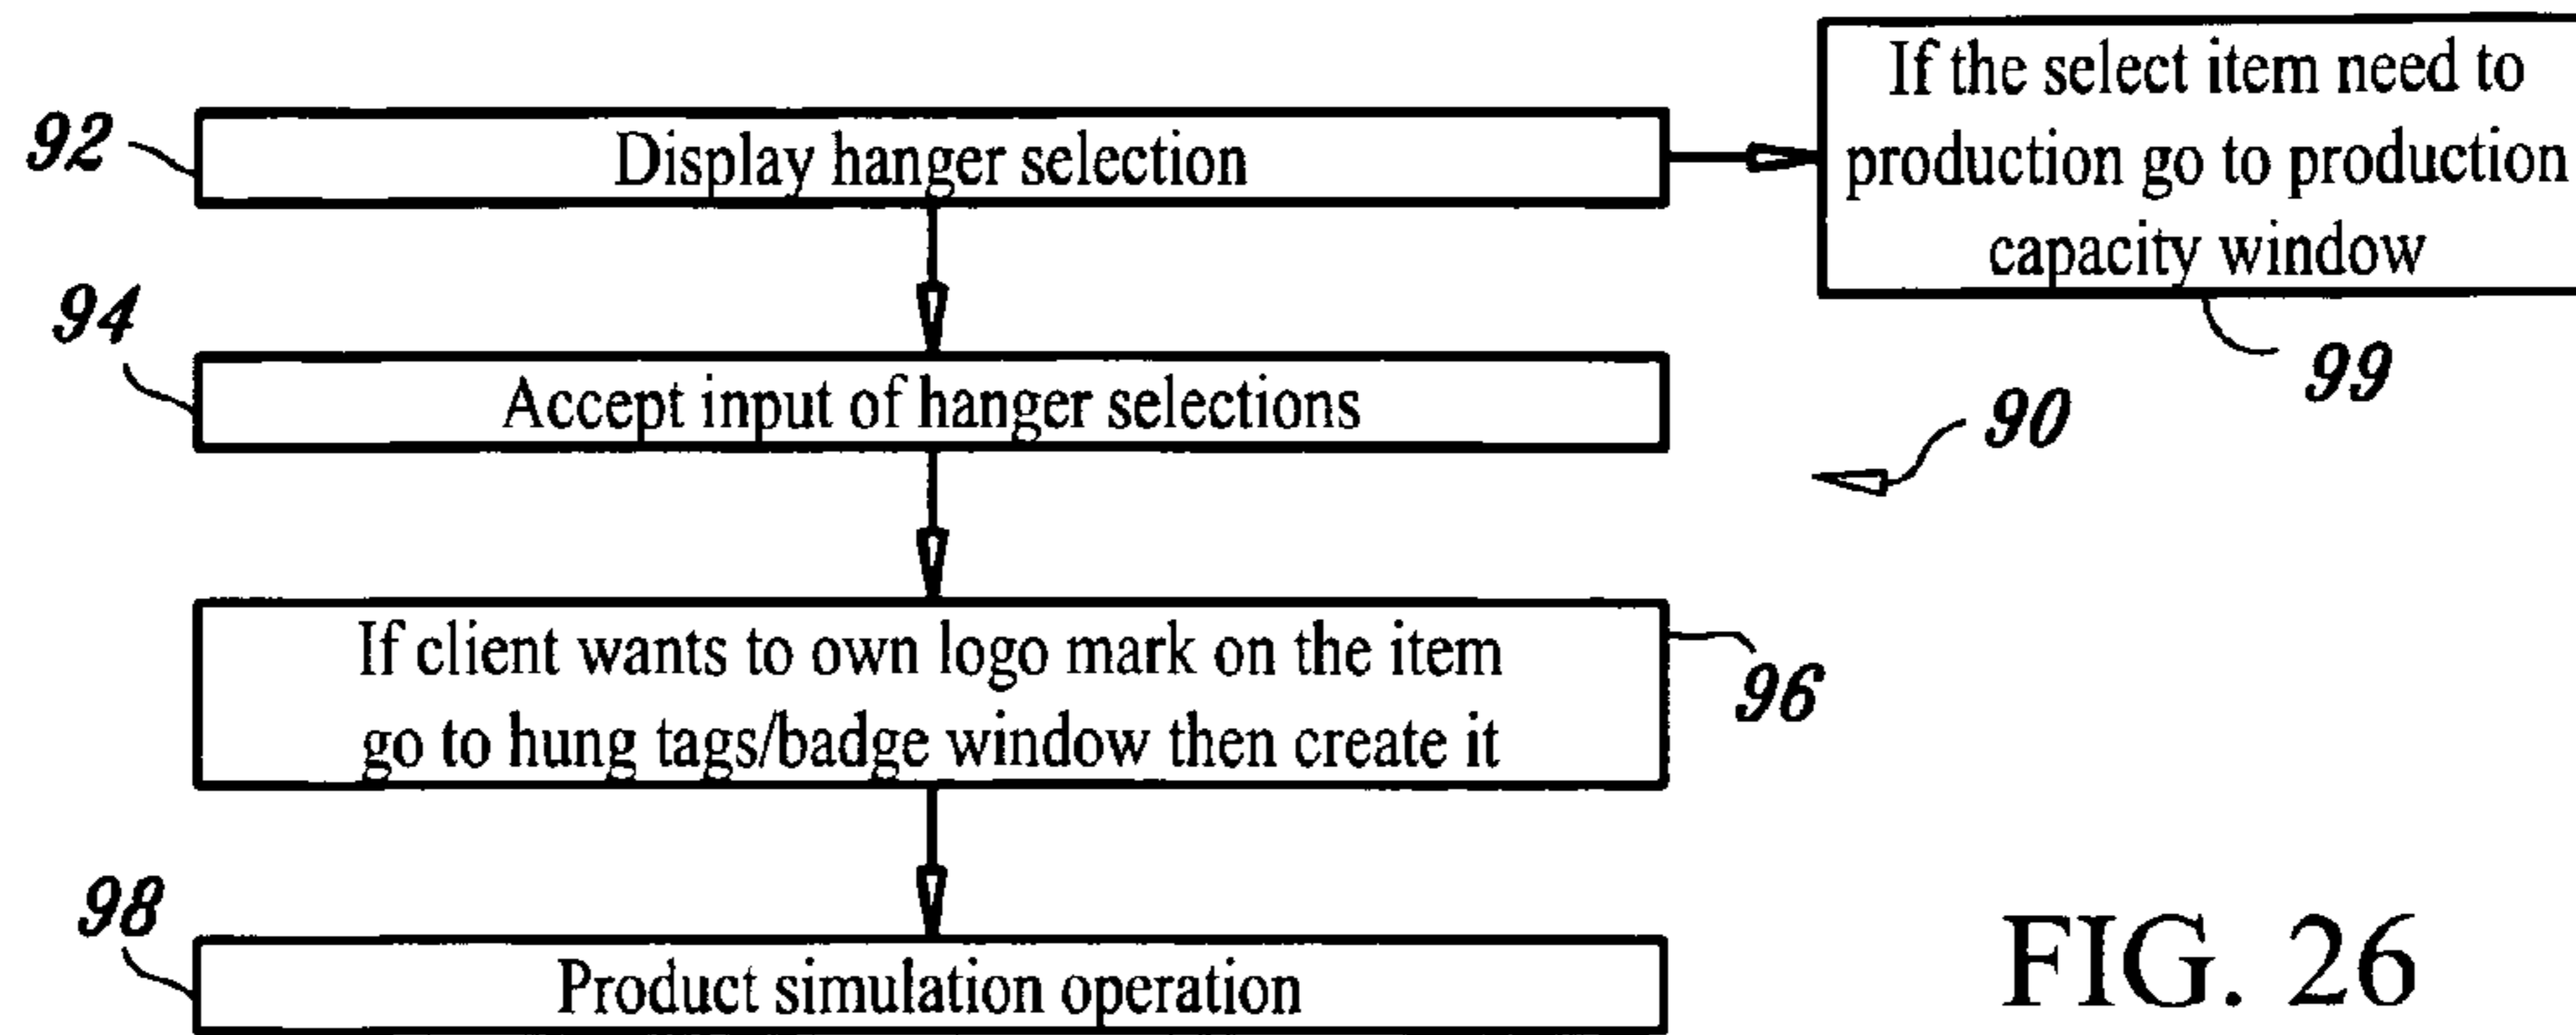 92
Display hanger selection
If the select item need to
production go to production
capacity window
99
94
Accept input of hanger selections
90
If client wants to own logo mark on the item
go to hung tags/badge window then create it
96
98
Product simulation operation
FIG. 26